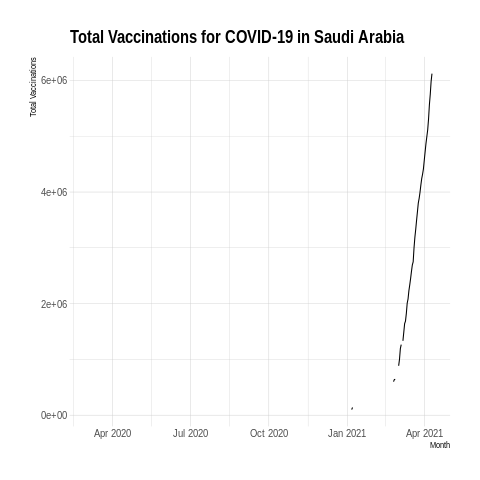 Total Vaccinations for COVID-19 in Saudi Arabia
Total Vaccinations
6e+06
4e+06
2e+06
0e+00
Apr 2020 Jul 2020 Oct 2020 Jan 2021 Apr 2021
Month